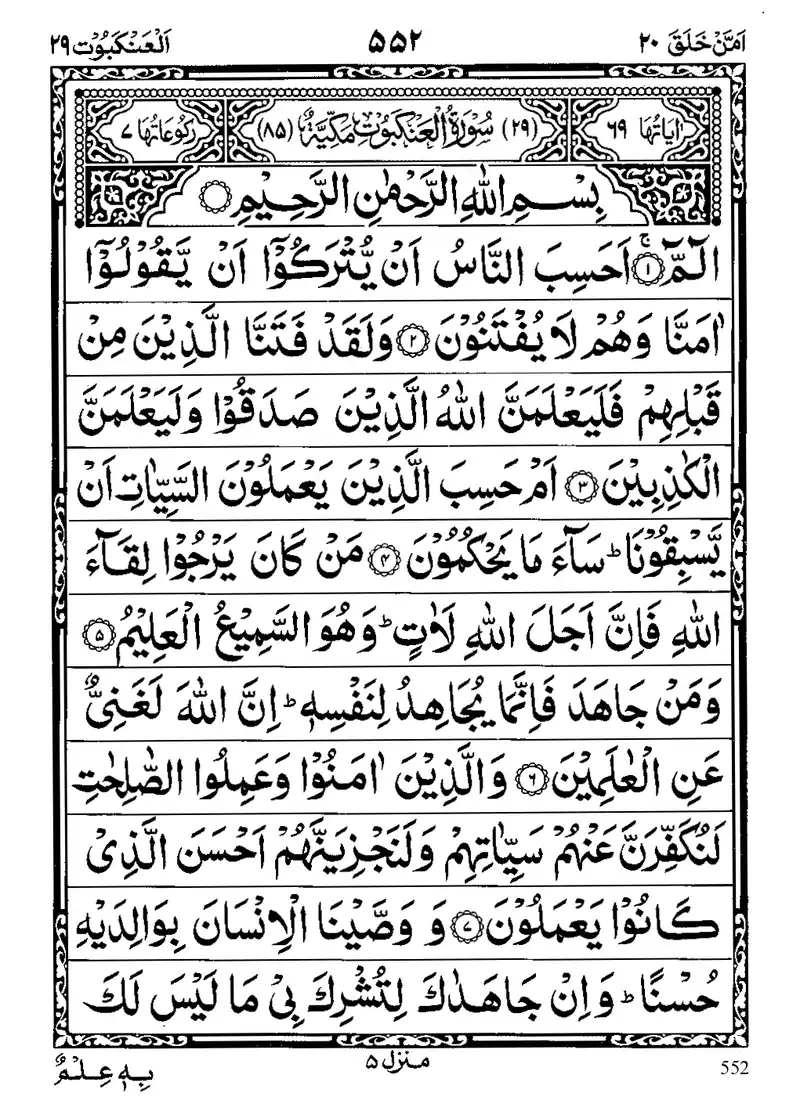 اَمَّنْ خَلَقَ ٢٠ ٥٥٢ اَلْعَنْكَبُوْت ٢٩
اٰيَاتُهَا ٦٩ (٢٩) سُوْرَةُ الْعَنْكَبُوْتِ مَكِّيَّةٌ (٨٥) رُكُوْعَاتُهَا ٧
بِسْمِ اللّٰهِ الرَّحْمٰنِ الرَّحِيْمِ
الٓمّٓ ۚ ١ اَحَسِبَ النَّاسُ اَنْ يُّتْرَكُوْۤا اَنْ يَّقُوْلُوْۤا
اٰمَنَّا وَهُمْ لَا يُفْتَنُوْنَ ٢ وَلَقَدْ فَتَنَّا الَّذِيْنَ مِنْ
قَبْلِهِمْ فَلَيَعْلَمَنَّ اللّٰهُ الَّذِيْنَ صَدَقُوْا وَلَيَعْلَمَنَّ
الْكٰذِبِيْنَ ٣ اَمْ حَسِبَ الَّذِيْنَ يَعْمَلُوْنَ السَّيِّاٰتِ اَنْ
يَّسْبِقُوْنَا ؕ سَآءَ مَا يَحْكُمُوْنَ ٤ مَنْ كَانَ يَرْجُوْا لِقَآءَ
اللّٰهِ فَاِنَّ اَجَلَ اللّٰهِ لَاٰتٍ ؕ وَهُوَ السَّمِيْعُ الْعَلِيْمُ ٥
وَمَنْ جَاهَدَ فَاِنَّمَا يُجَاهِدُ لِنَفْسِهٖ ؕ اِنَّ اللّٰهَ لَغَنِيٌّ
عَنِ الْعٰلَمِيْنَ ٦ وَالَّذِيْنَ اٰمَنُوْا وَعَمِلُوا الصّٰلِحٰتِ
لَنُكَفِّرَنَّ عَنْهُمْ سَيِّاٰتِهِمْ وَلَنَجْزِيَنَّهُمْ اَحْسَنَ الَّذِىْ
كَانُوْا يَعْمَلُوْنَ ٧ وَ وَصَّيْنَا الْاِنْسَانَ بِوَالِدَيْهِ
حُسْنًا ؕ وَاِنْ جَاهَدٰكَ لِتُشْرِكَ بِىْ مَا لَيْسَ لَكَ
بِهٖ عِلْمٌ منزل ٥ 552